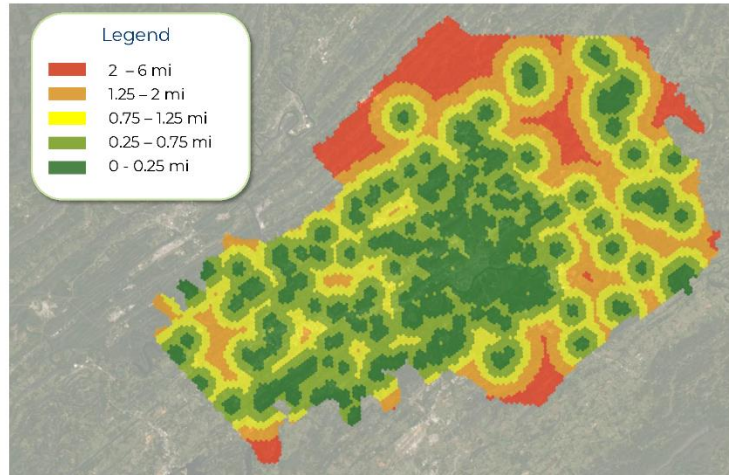 Legend
2 – 6 mi
1.25 – 2 mi
0.75 – 1.25 mi
0.25 – 0.75 mi
0 - 0.25 mi